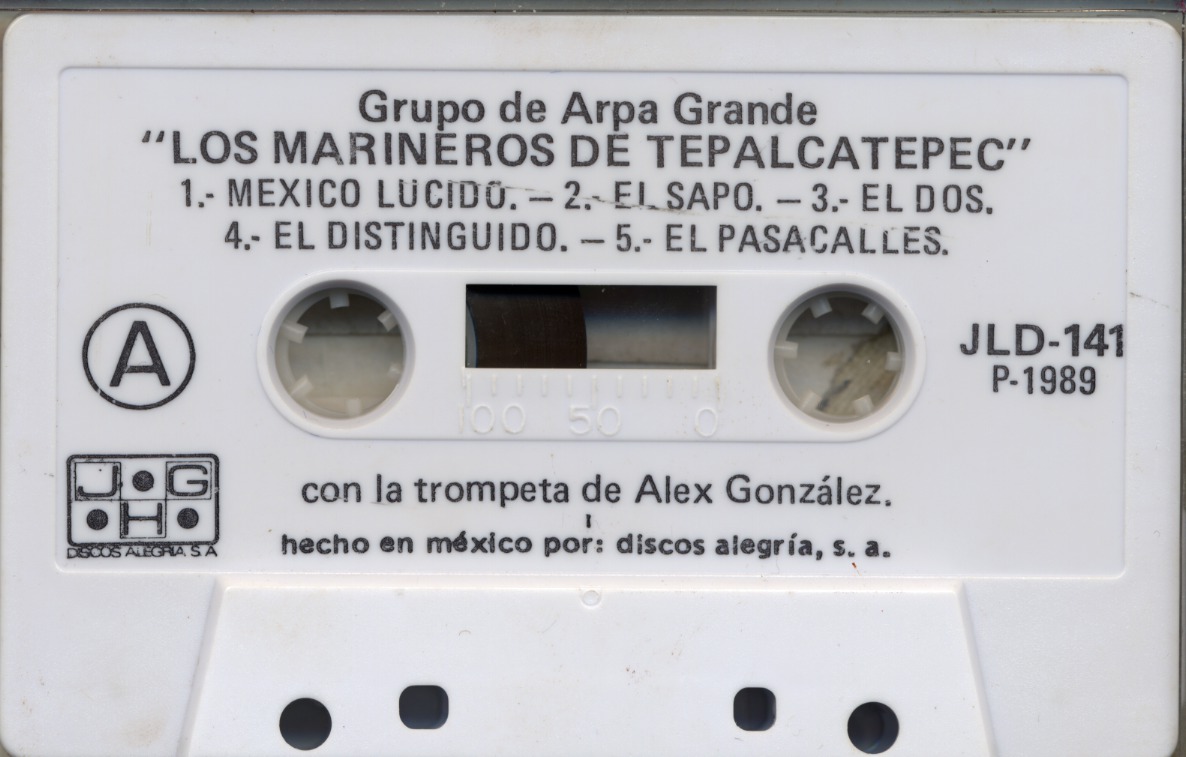 Grupo de Arpa Grande
"LOS MARINEROS DE TEPALCATEPEC"
1.- MEXICO LUCIDO. — 2.- EL SAPO. — 3.- EL DOS.
4.- EL DISTINGUIDO. — 5.- EL PASACALLES.
A
JLD-141
P-1989
100 50 0
J G
H
DISCOS ALEGRIA, S A
con la trompeta de Alex González.
hecho en méxico por: discos alegría, s. a.